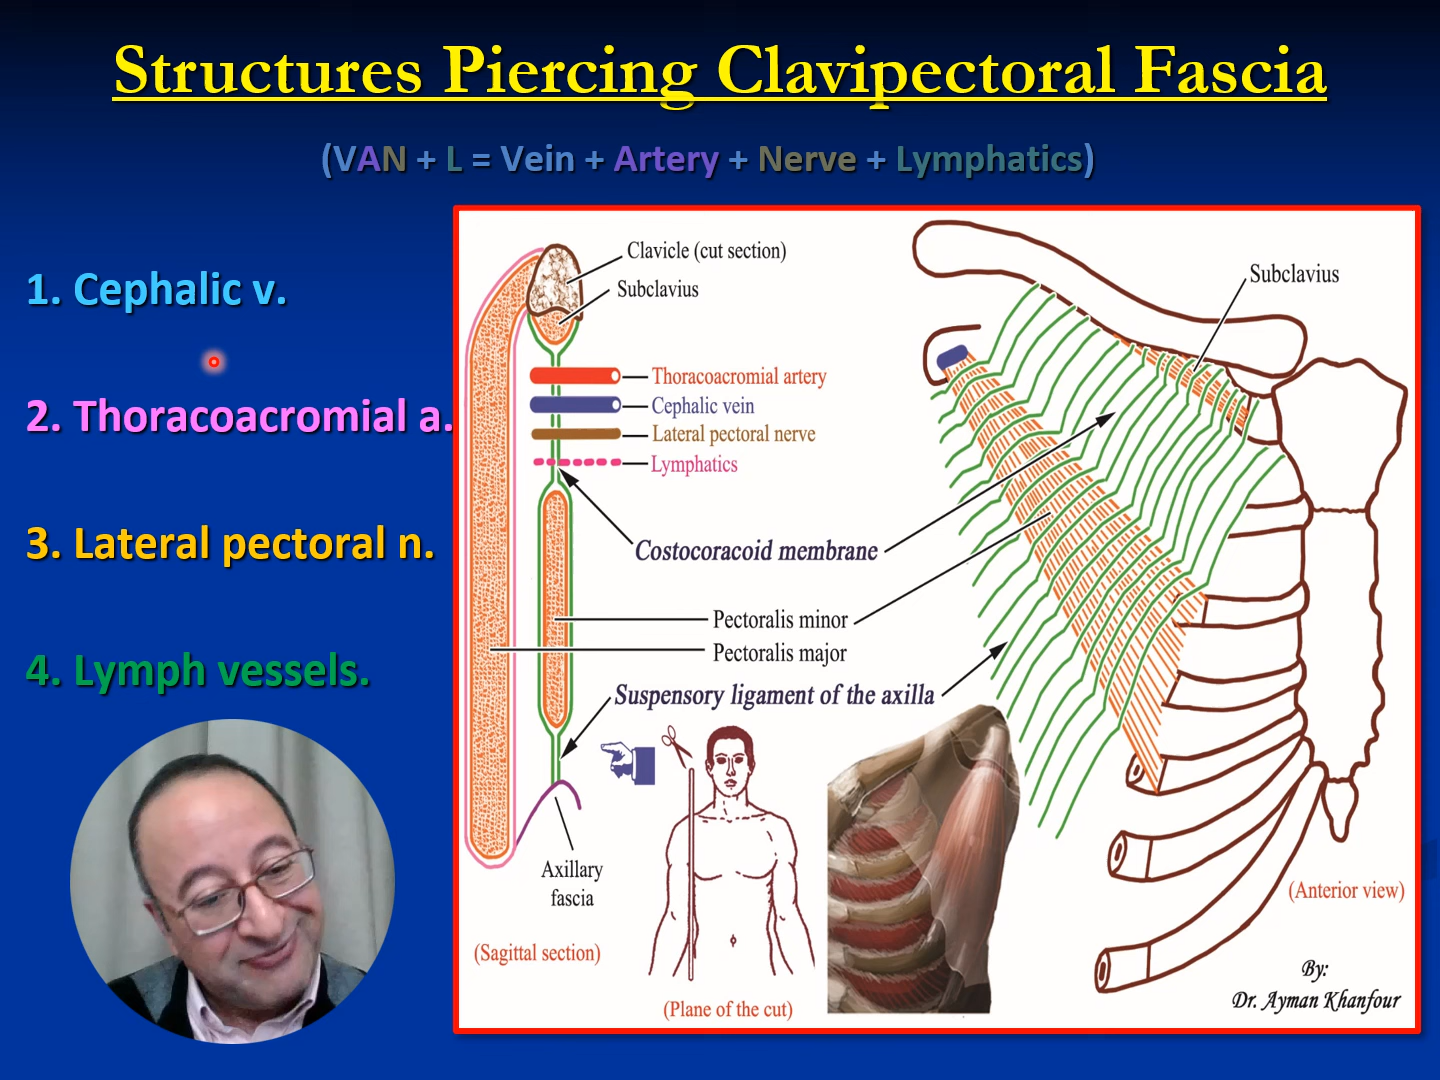 Structures Piercing Clavipectoral Fascia
(VAN + L = Vein + Artery + Nerve + Lymphatics)
1. Cephalic v.
2. Thoracoacromial a.
3. Lateral pectoral n.
4. Lymph vessels.
Clavicle (cut section)
Subclavius
Thoracoacromial artery
Cephalic vein
Lateral pectoral nerve
Lymphatics
Costocoracoid membrane
Pectoralis minor
Pectoralis major
Suspensory ligament of the axilla
Axillary
fascia
(Sagittal section)
(Plane of the cut)
Subclavius
(Anterior view)
By:
Dr. Ayman Khanfour